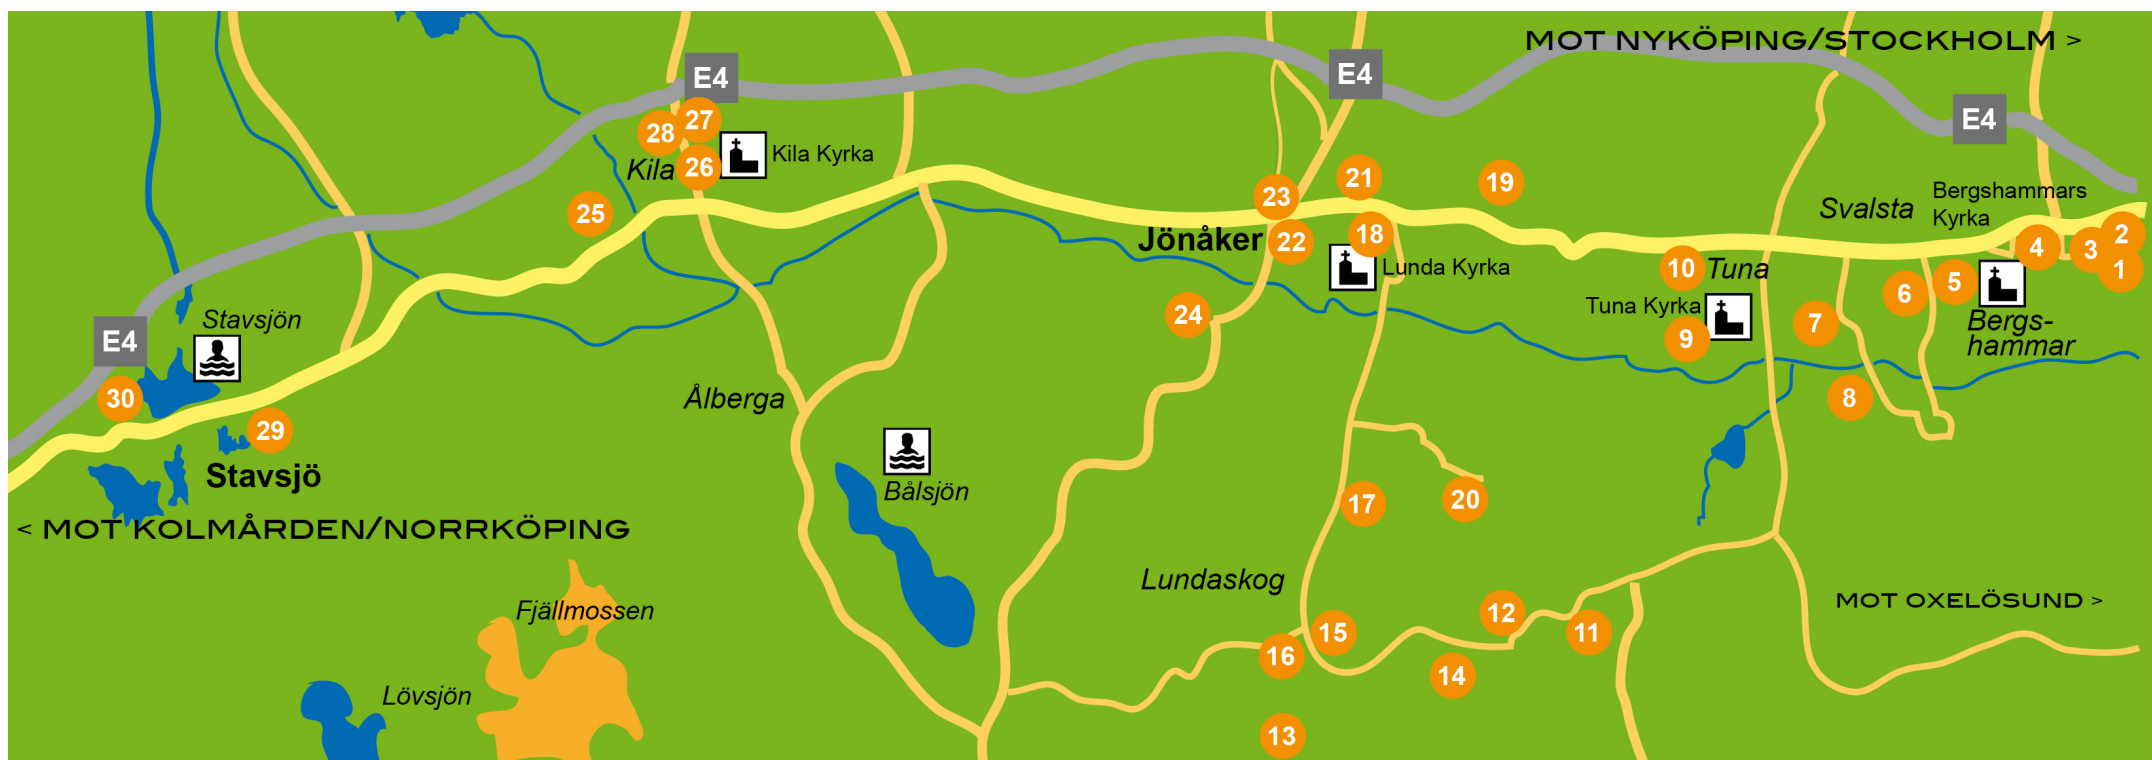 MOT NYKÖPING/STOCKHOLM >
E4
E4
E4
E4
27
28
26
Kila
Kila Kyrka
25
23
21
19
22
Jönåker
18
Lunda Kyrka
24
Svalsta
Bergshammars
Kyrka
2
4
3
1
10
Tuna
6
5
Tuna Kyrka
9
7
Bergs-
hammar
8
Stavsjön
30
29
Stavsjö
Ålberga
Bålsjön
17
20
< MOT KOLMÅRDEN/NORRKÖPING
Lundaskog
Fjällmossen
12
11
MOT OXELÖSUND >
15
16
14
Lövsjön
13